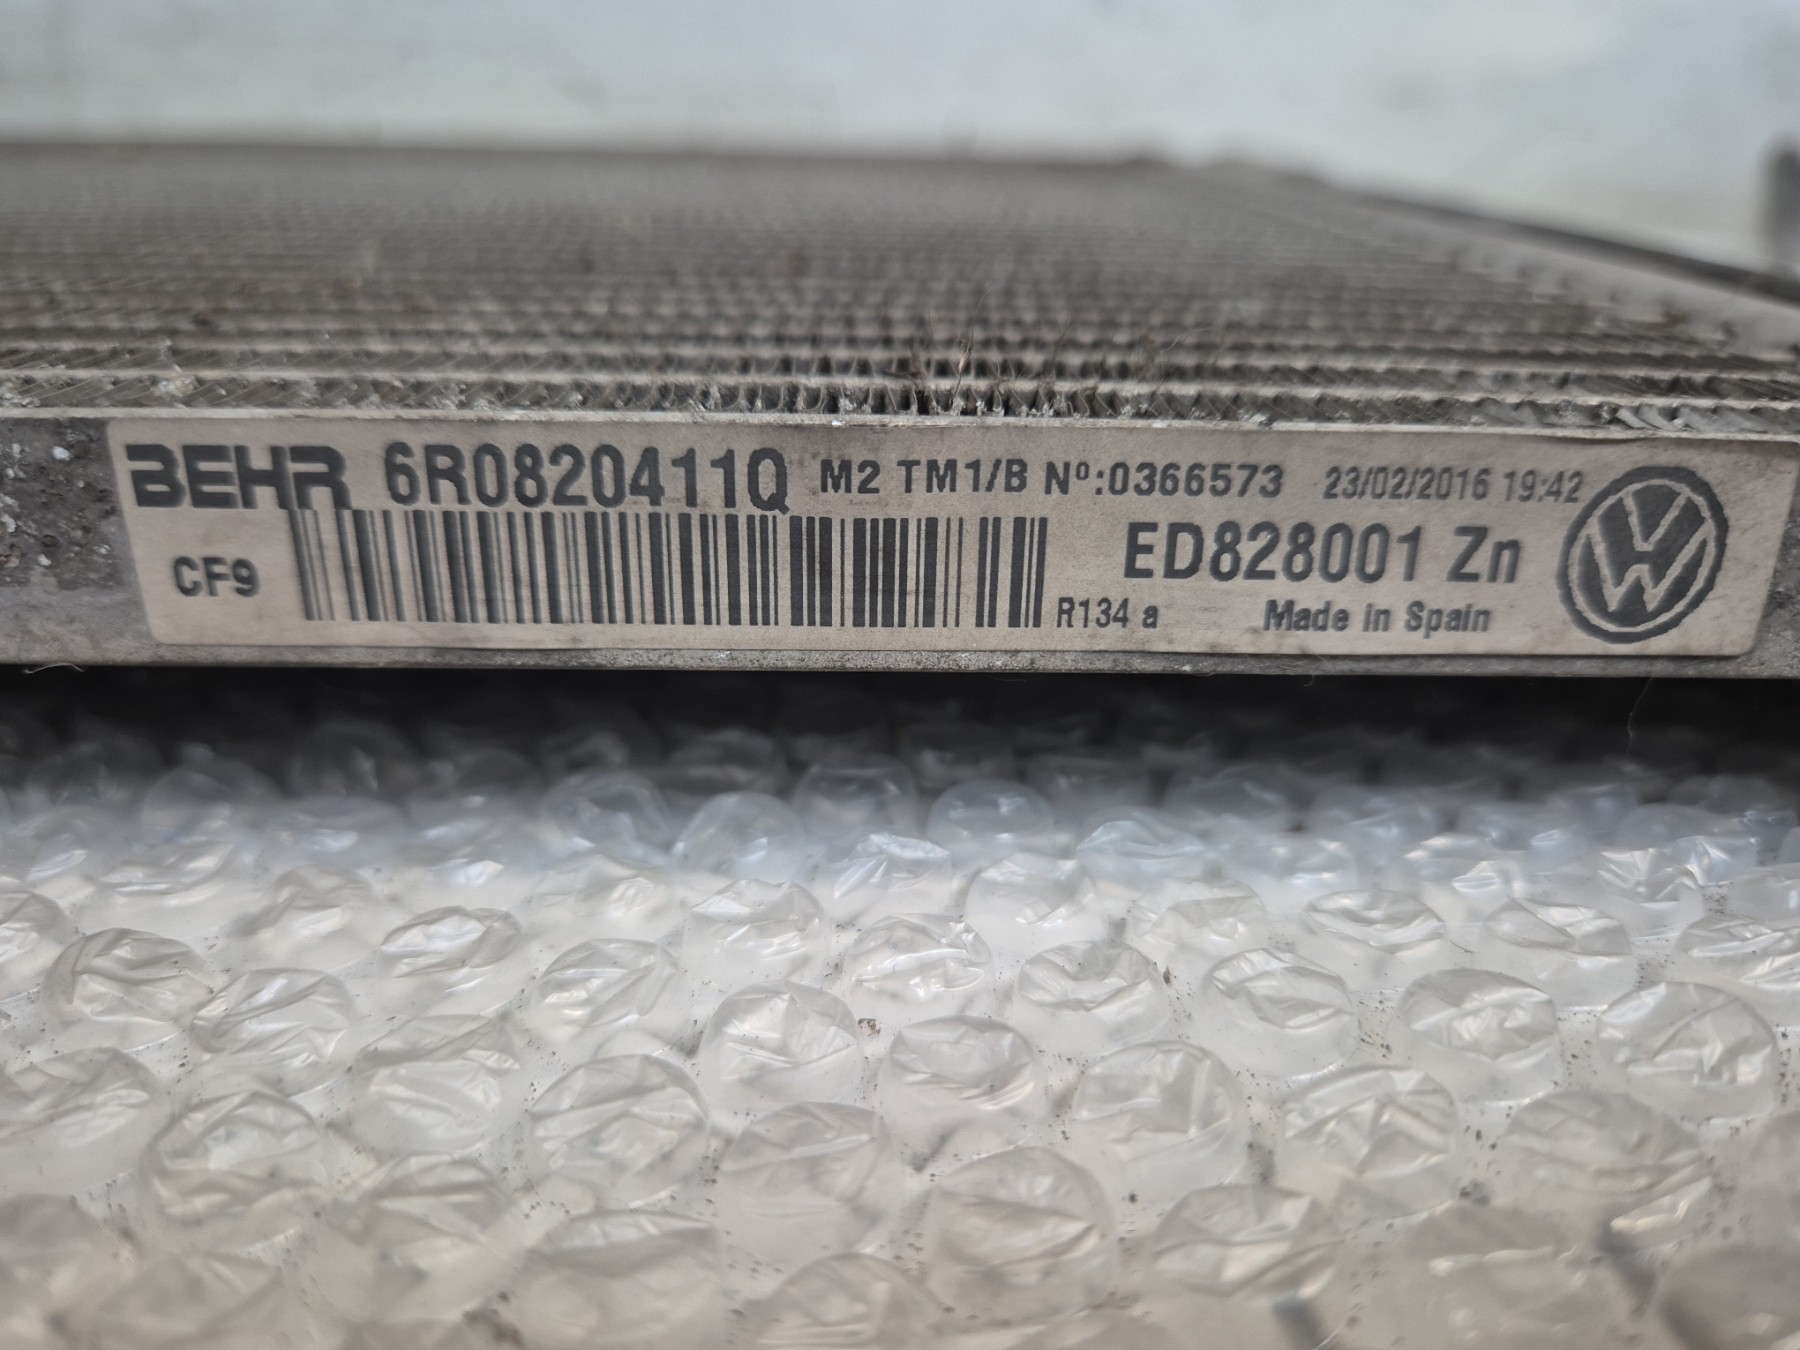 BEHR 6R0820411Q M2 TM1/B Nº:0366573 23/02/2016 19:42
CF9 ED828001 Zn
R134 a Made in Spain
VW